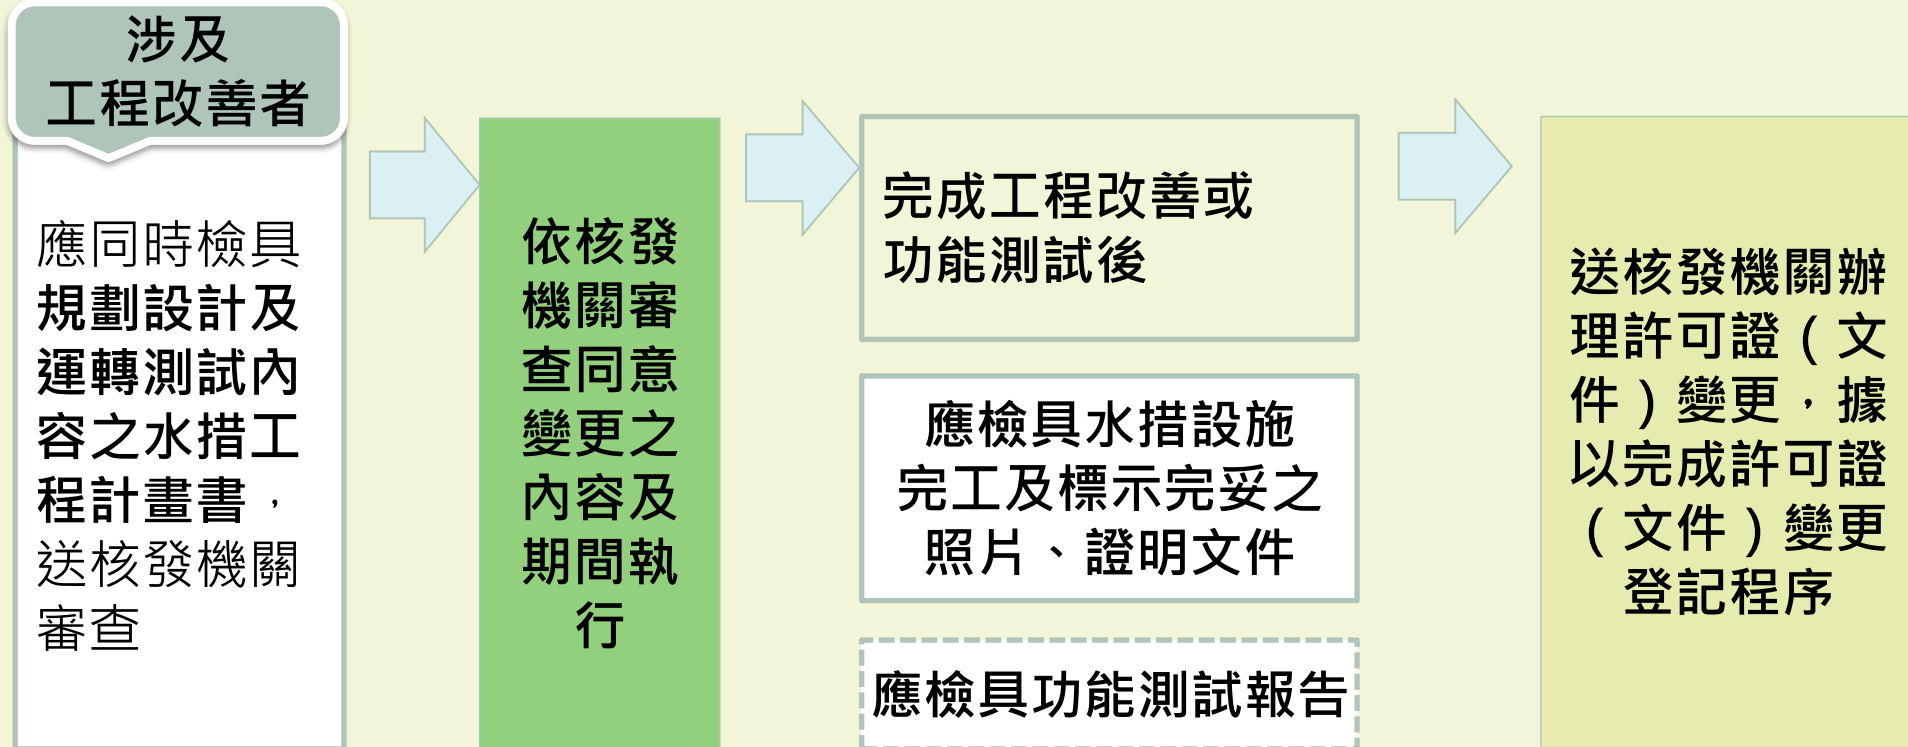 涉及
工程改善者
應同時檢具
規劃設計及
運轉測試內
容之水措工
程計畫書，
送核發機關
審查
依核發
機關審
查同意
變更之
內容及
期間執
行
完成工程改善或
功能測試後
應檢具水措設施
完工及標示完妥之
照片、證明文件
應檢具功能測試報告
送核發機關辦
理許可證（文
件）變更，據
以完成許可證
（文件）變更
登記程序